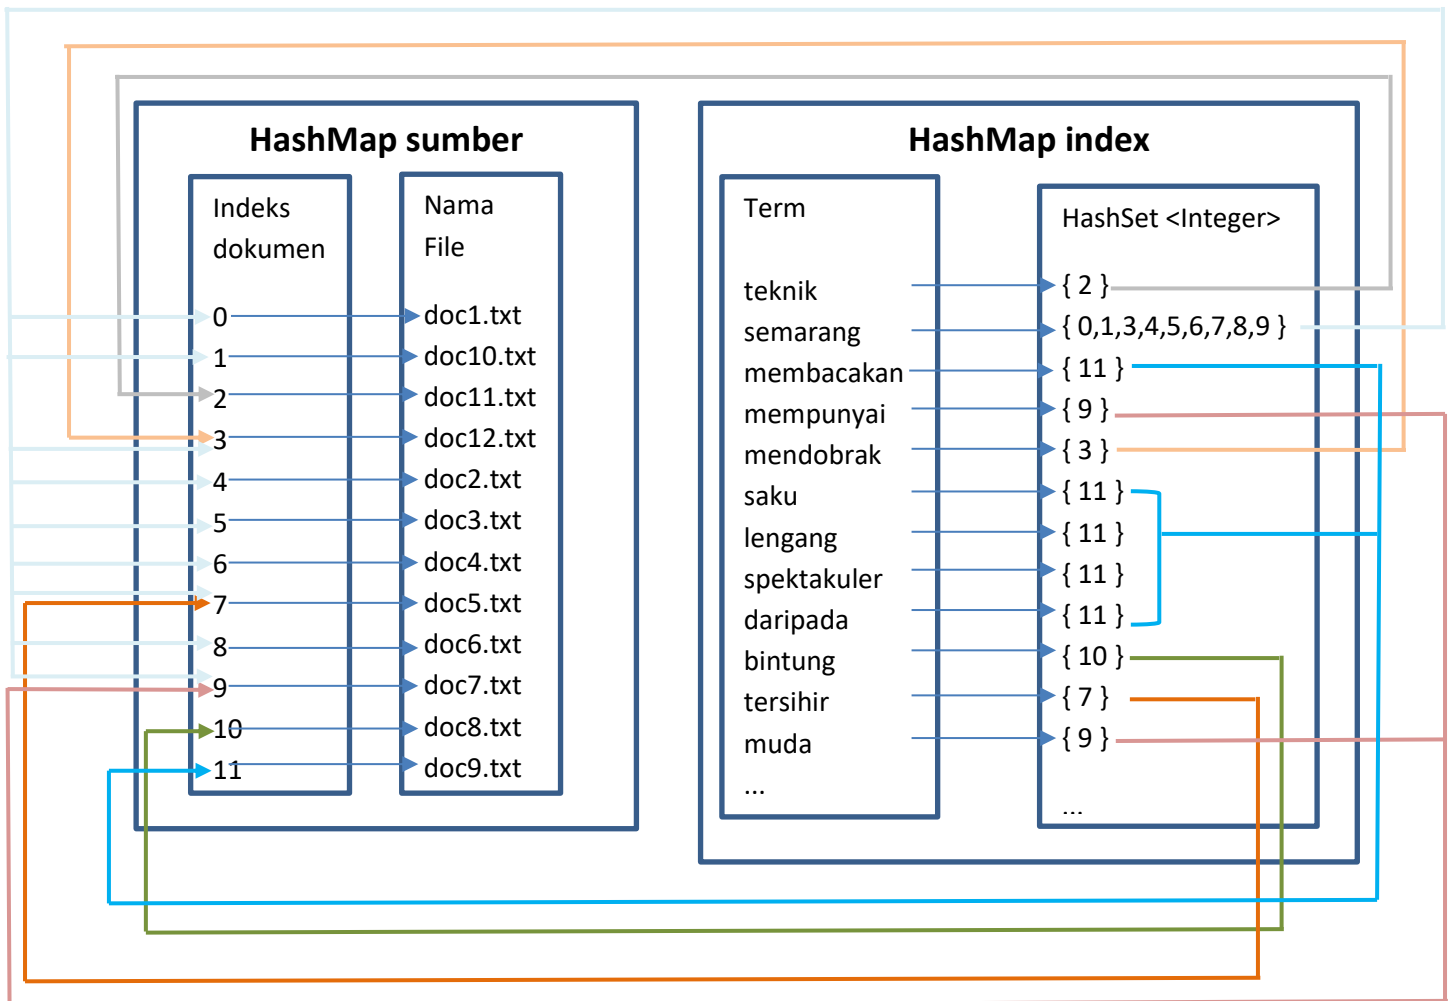 HashMap sumber
Indeks
dokumen
0
1
2
3
4
5
6
7
8
9
10
11
Nama
File
doc1.txt
doc10.txt
doc11.txt
doc12.txt
doc2.txt
doc3.txt
doc4.txt
doc5.txt
doc6.txt
doc7.txt
doc8.txt
doc9.txt
HashMap index
Term
teknik
semarang
membacakan
mempunyai
mendobrak
saku
lengang
spektakuler
daripada
bintung
tersihir
muda
...
HashSet <Integer>
{ 2 }
{ 0,1,3,4,5,6,7,8,9 }
{ 11 }
{ 9 }
{ 3 }
{ 11 }
{ 11 }
{ 11 }
{ 11 }
{ 10 }
{ 7 }
{ 9 }
...